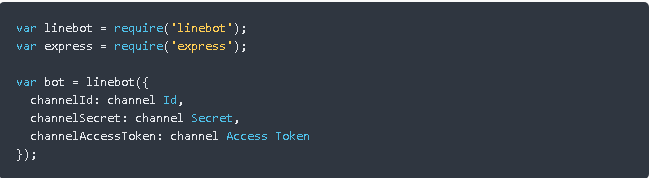 var linebot = require('linebot');
var express = require('express');
var bot = linebot({
channelId: channel Id,
channelSecret: channel Secret,
channelAccessToken: channel Access Token
});